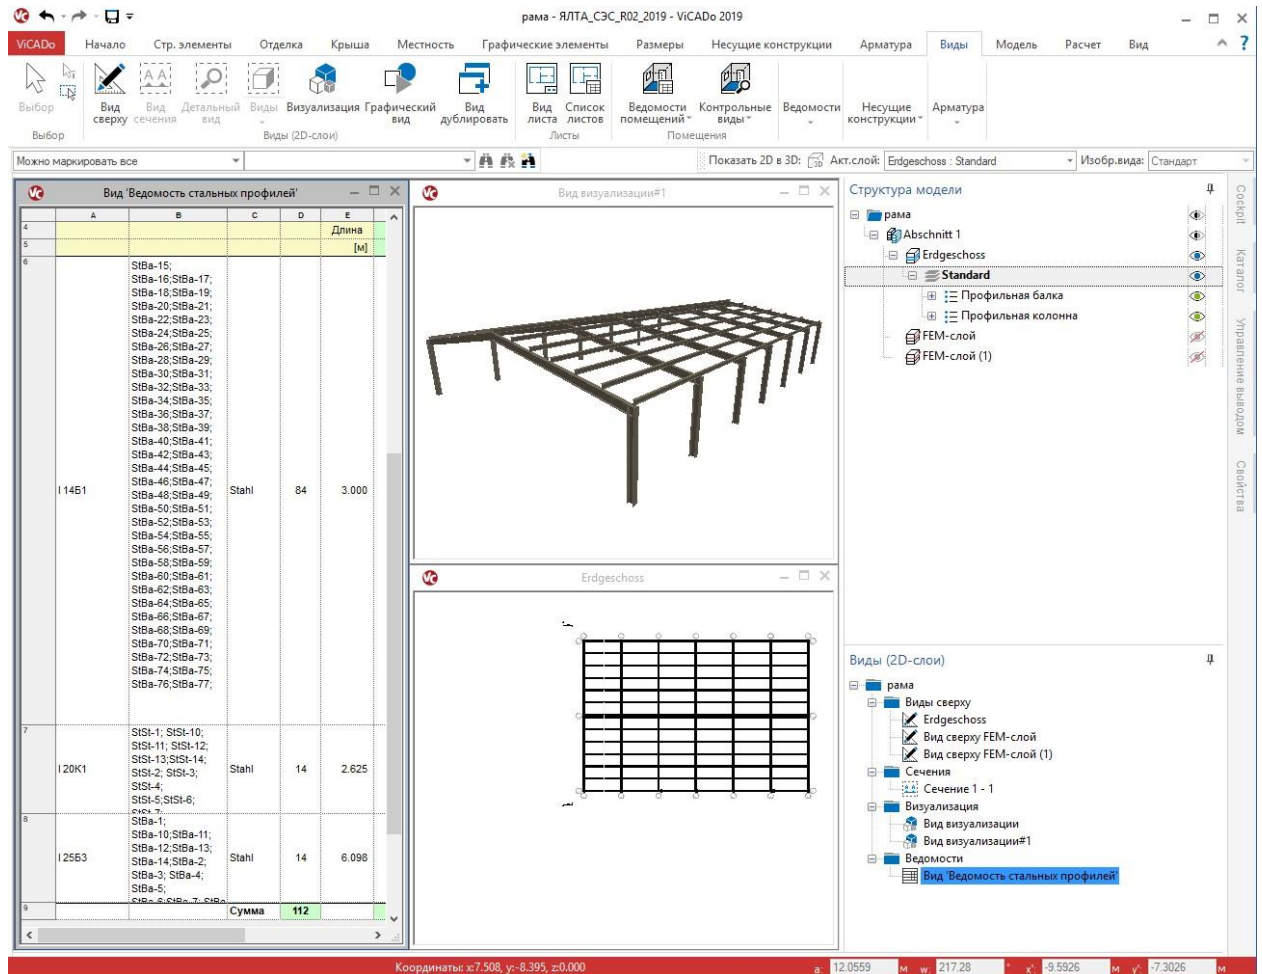 рама - ЯЛТА_СЭС_R02_2019 - ViCADo 2019
ViCADo Начало Стр. элементы Отделка Крыша Местность Графические элементы Размеры Несущие конструкции Арматура Виды Модель Расчет Вид
Выбор
Вид сверху
Вид сечения
Детальный вид
Виды
Визуализация
Графический вид
Вид дублировать
Вид листа
Список листов
Ведомости помещений
Контрольные виды
Ведомости
Несущие конструкции
Арматура
Выбор Виды (2D-слои) Листы Помещения
Можно маркировать все Показать 2D в 3D: Акт.слой: Erdgeschoss : Standard Изобр.вида: Стандарт
Вид 'Ведомость стальных профилей'
A B C D E
4 Длина
5 [м]
6
StBa-15;
StBa-16;StBa-17;
StBa-18;StBa-19;
StBa-20;StBa-21;
StBa-22;StBa-23;
StBa-24;StBa-25;
StBa-26;StBa-27;
StBa-28;StBa-29;
StBa-30;StBa-31;
StBa-32;StBa-33;
StBa-34;StBa-35;
StBa-36;StBa-37;
StBa-38;StBa-39;
StBa-40;StBa-41;
StBa-42;StBa-43;
StBa-44;StBa-45;
StBa-46;StBa-47;
StBa-48;StBa-49;
I 14Б1 Stahl 84 3.000
StBa-50;StBa-51;
StBa-52;StBa-53;
StBa-54;StBa-55;
StBa-56;StBa-57;
StBa-58;StBa-59;
StBa-60;StBa-61;
StBa-62;StBa-63;
StBa-64;StBa-65;
StBa-66;StBa-67;
StBa-68;StBa-69;
StBa-70;StBa-71;
StBa-72;StBa-73;
StBa-74;StBa-75;
StBa-76;StBa-77;
7
StSt-1; StSt-10;
StSt-11; StSt-12;
StSt-13;StSt-14;
I 20К1 StSt-2; StSt-3; Stahl 14 2.625
StSt-4;
StSt-5;StSt-6;
StSt-7;
8
StBa-1;
StBa-10;StBa-11;
StBa-12;StBa-13;
I 25Б3 StBa-14;StBa-2; Stahl 14 6.098
StBa-3; StBa-4;
StBa-5;
StBa-6;StBa-7; StBa
9 Сумма 112
Вид визуализации#1
Erdgeschoss
Структура модели
рама
Abschnitt 1
Erdgeschoss
Standard
Профильная балка
Профильная колонна
FEM-слой
FEM-слой (1)
Виды (2D-слои)
рама
Виды сверху
Erdgeschoss
Вид сверху FEM-слой
Вид сверху FEM-слой (1)
Сечения
Сечение 1 - 1
Визуализация
Вид визуализации
Вид визуализации#1
Ведомости
Вид 'Ведомость стальных профилей'
Cockpit
Каталог
Управление выводом
Свойства
Координаты: x:7.508, y:-8.395, z:0.000 a: 12.0559 м w: 217.28 ° x': -9.5926 м y': -7.3026 м